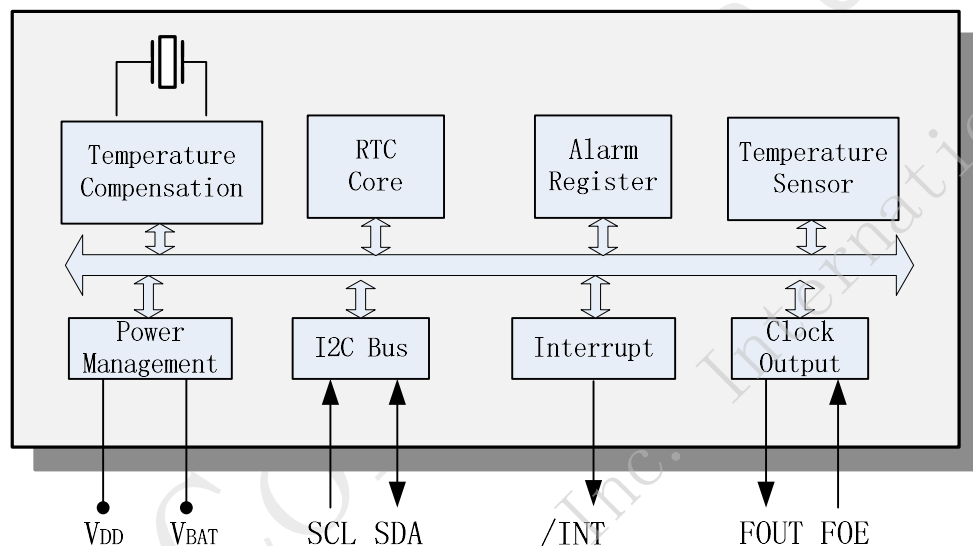 Temperature
Compensation
RTC
Core
Alarm
Register
Temperature
Sensor
Power
Management
I2C Bus
Interrupt
Clock
Output
VDD VBAT SCL SDA /INT FOUT FOE
Inc.